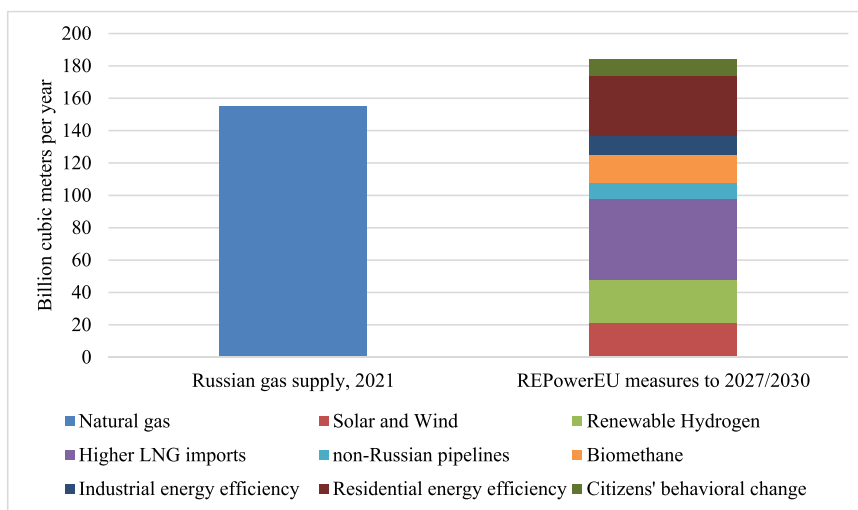 200
180
160
140
120
100
80
60
40
20
0
Billion cubic meters per year
Russian gas supply, 2021
REPowerEU measures to 2027/2030
Natural gas
Solar and Wind
Renewable Hydrogen
Higher LNG imports
non-Russian pipelines
Biomethane
Industrial energy efficiency
Residential energy efficiency
Citizens' behavioral change